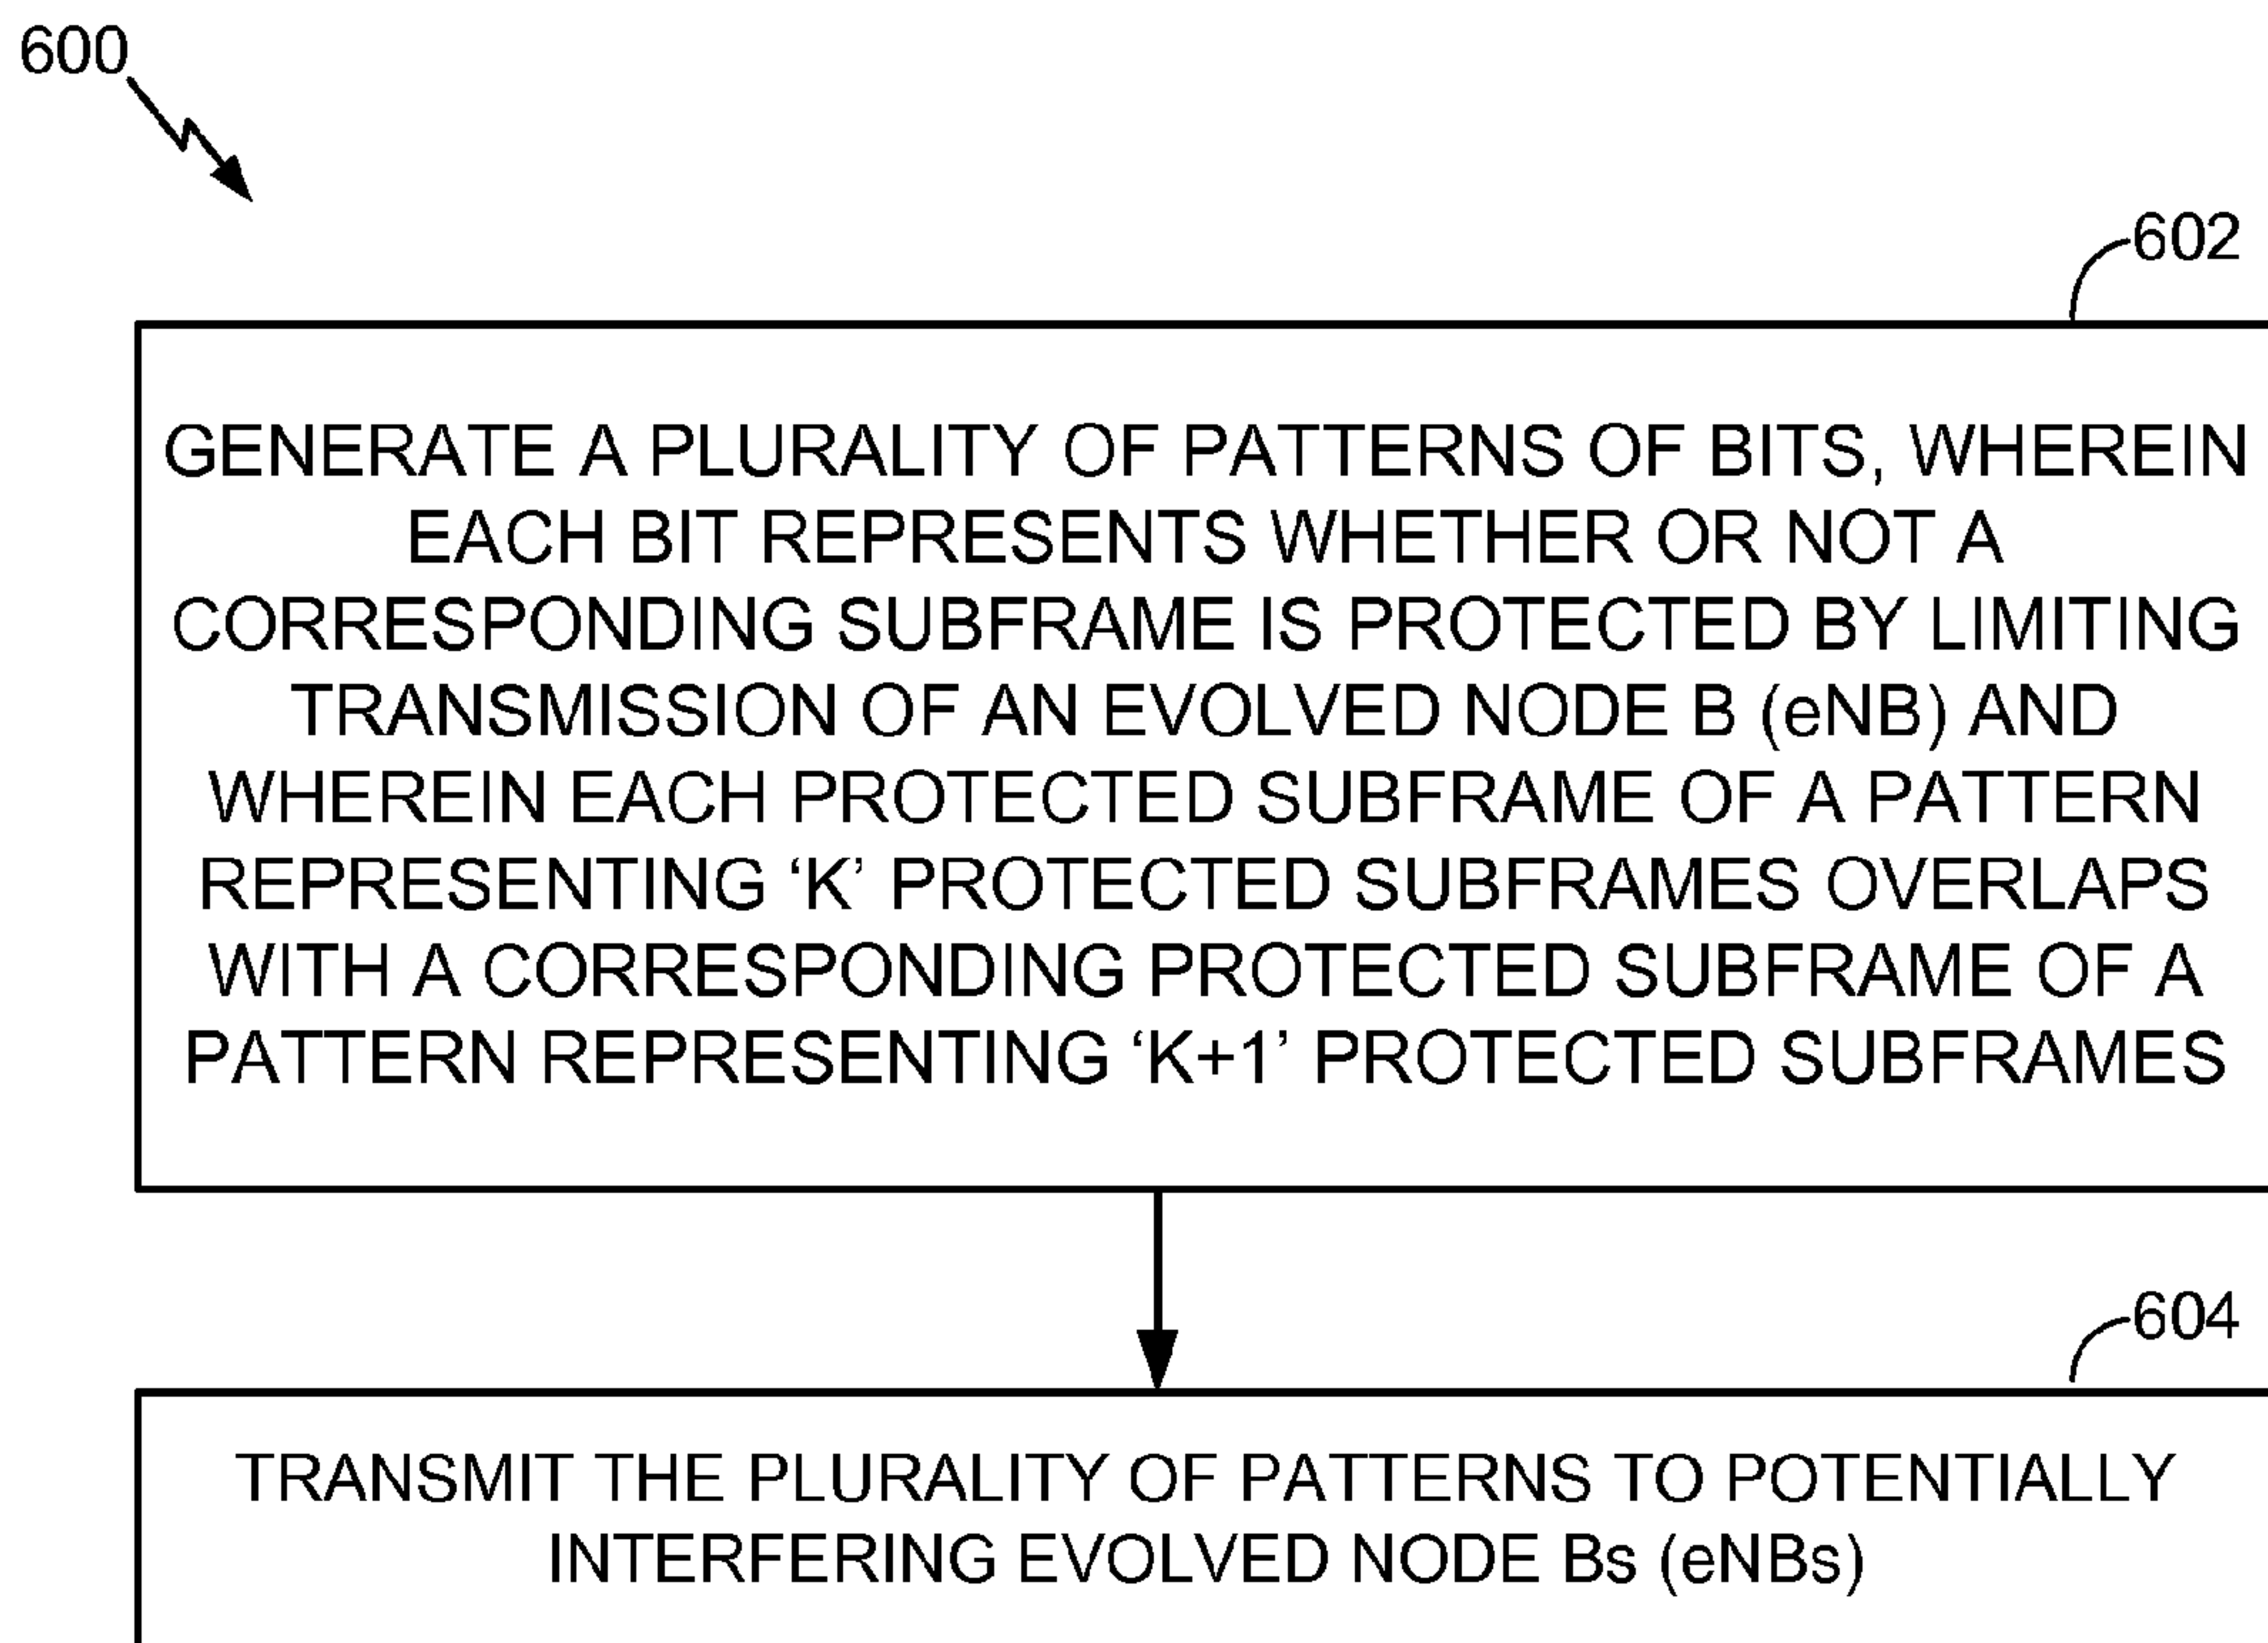 600
602
GENERATE A PLURALITY OF PATTERNS OF BITS, WHEREIN
EACH BIT REPRESENTS WHETHER OR NOT A
CORRESPONDING SUBFRAME IS PROTECTED BY LIMITING
TRANSMISSION OF AN EVOLVED NODE B (eNB) AND
WHEREIN EACH PROTECTED SUBFRAME OF A PATTERN
REPRESENTING ‘K’ PROTECTED SUBFRAMES OVERLAPS
WITH A CORRESPONDING PROTECTED SUBFRAME OF A
PATTERN REPRESENTING ‘K+1’ PROTECTED SUBFRAMES
604
TRANSMIT THE PLURALITY OF PATTERNS TO POTENTIALLY
INTERFERING EVOLVED NODE Bs (eNBs)